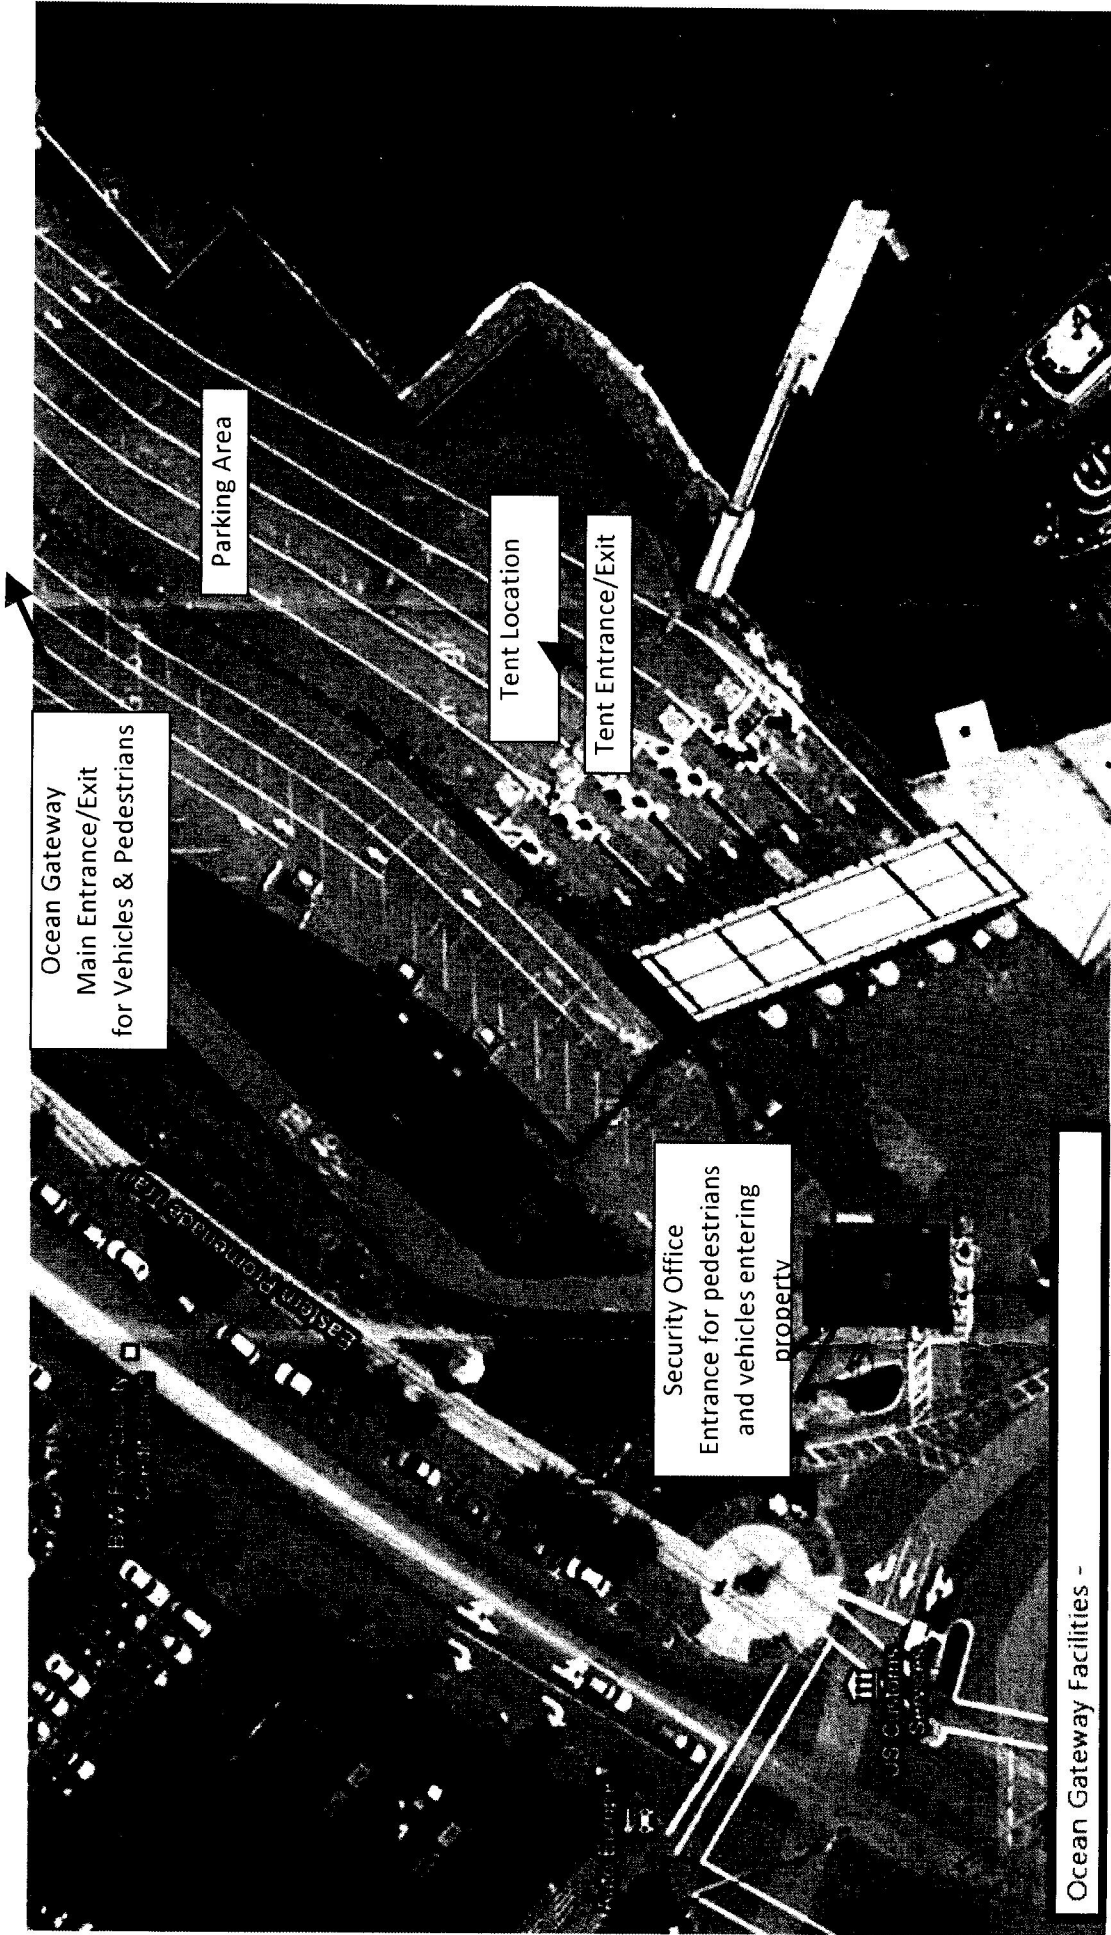 Ocean Gateway
Main Entrance/Exit
for Vehicles & Pedestrians
Parking Area
Tent Location
Tent Entrance/Exit
Eastern Promenade Trail
Security Office
Entrance for pedestrians
and vehicles entering
property
US Customs
Ocean Gateway Facilities -